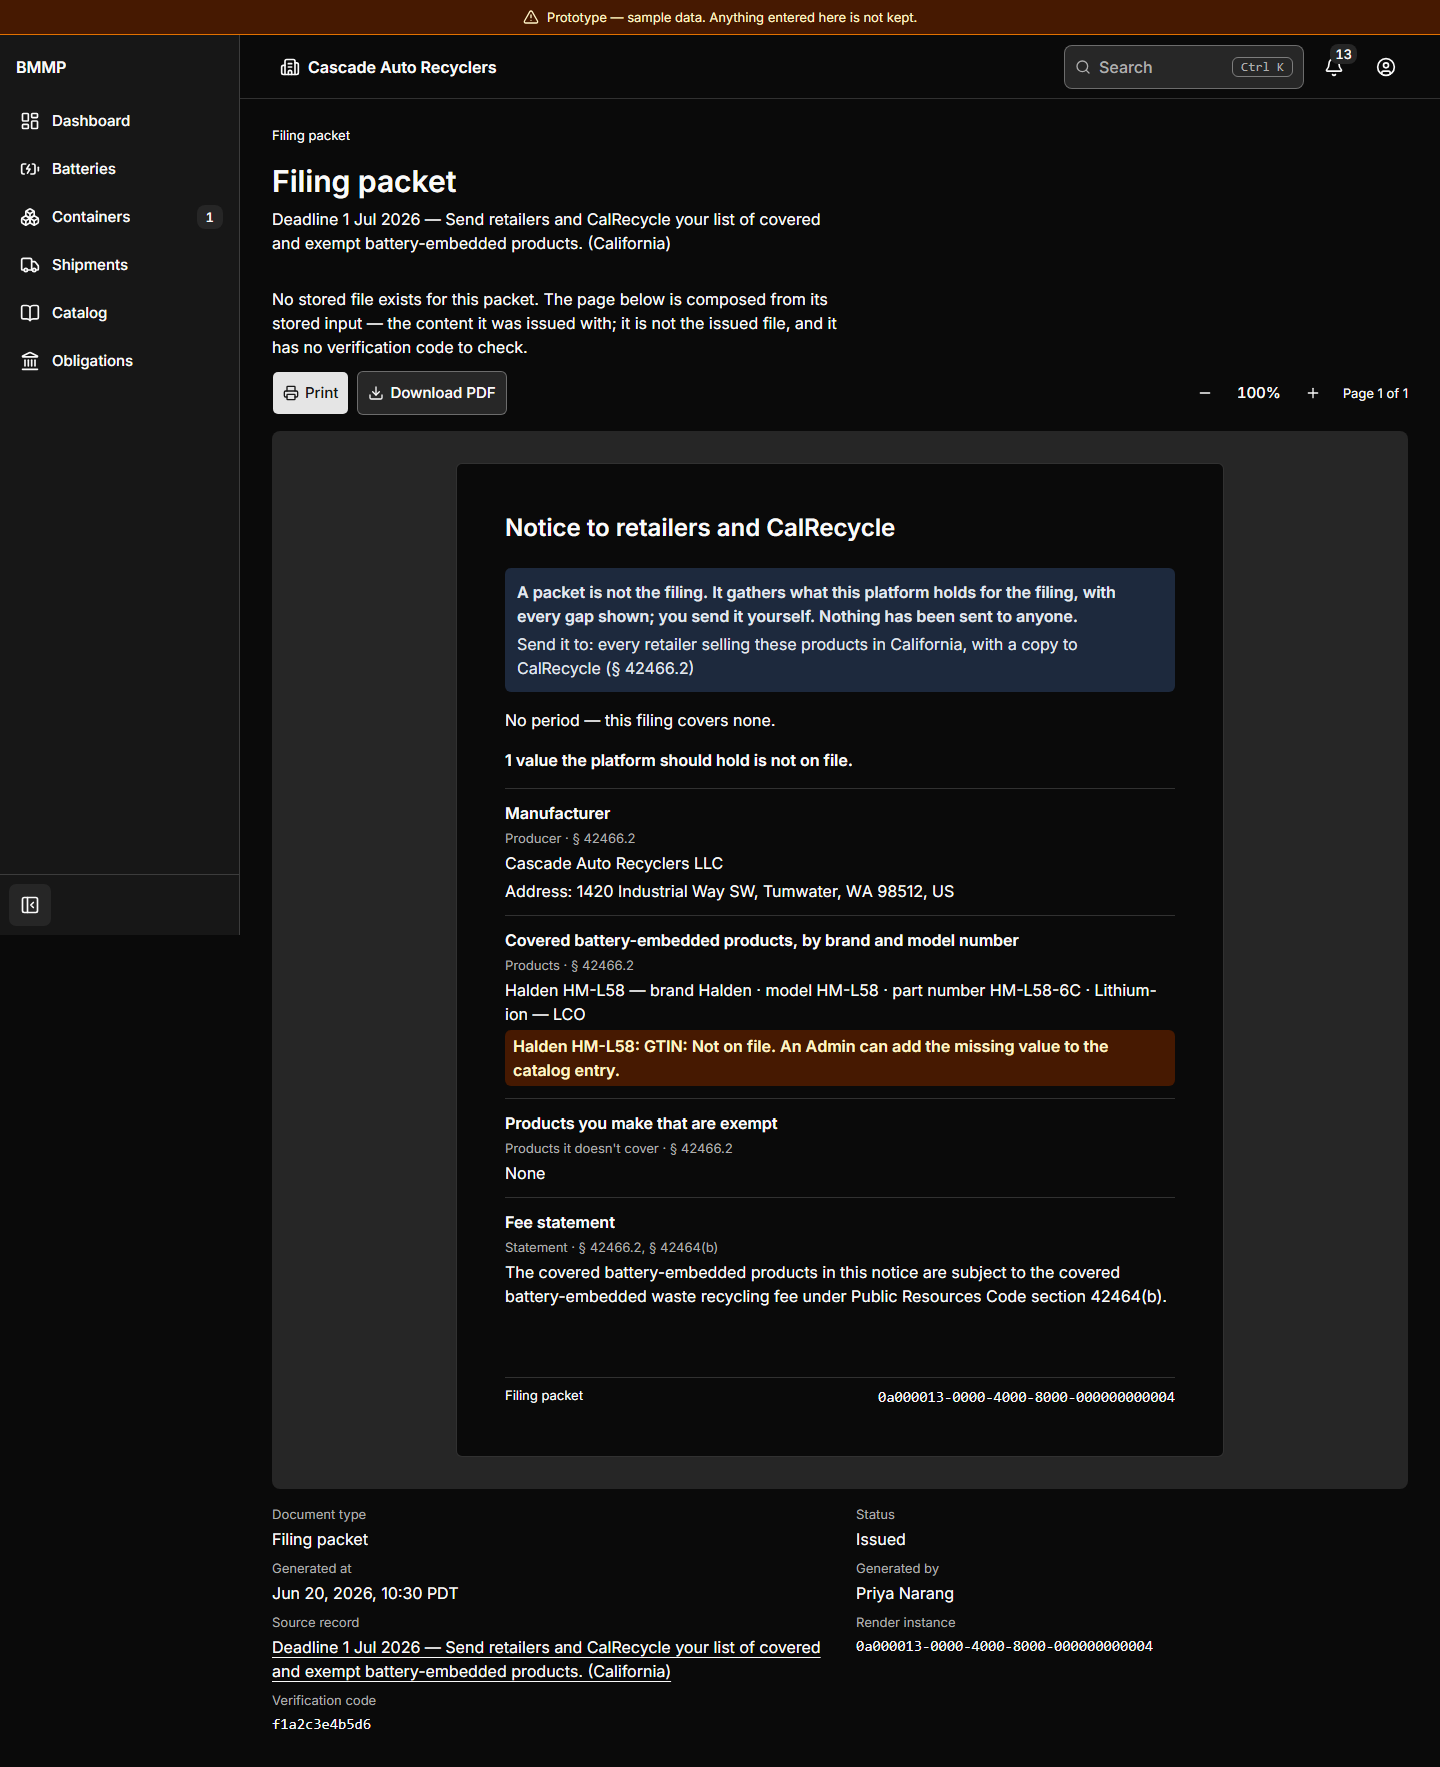 Prototype — sample data. Anything entered here is not kept.
BMMP
Cascade Auto Recyclers
Search
Ctrl K
13
Dashboard
Batteries
Containers
1
Shipments
Catalog
Obligations
Filing packet
Filing packet
Deadline 1 Jul 2026 — Send retailers and CalRecycle your list of covered
and exempt battery-embedded products. (California)
No stored file exists for this packet. The page below is composed from its
stored input — the content it was issued with; it is not the issued file, and it
has no verification code to check.
Print
Download PDF
100%
Page 1 of 1
Notice to retailers and CalRecycle
A packet is not the filing. It gathers what this platform holds for the filing, with
every gap shown; you send it yourself. Nothing has been sent to anyone.
Send it to: every retailer selling these products in California, with a copy to
CalRecycle (§ 42466.2)
No period — this filing covers none.
1 value the platform should hold is not on file.
Manufacturer
Producer · § 42466.2
Cascade Auto Recyclers LLC
Address: 1420 Industrial Way SW, Tumwater, WA 98512, US
Covered battery-embedded products, by brand and model number
Products · § 42466.2
Halden HM-L58 — brand Halden · model HM-L58 · part number HM-L58-6C · Lithium-
ion — LCO
Halden HM-L58: GTIN: Not on file. An Admin can add the missing value to the
catalog entry.
Products you make that are exempt
Products it doesn't cover · § 42466.2
None
Fee statement
Statement · § 42466.2, § 42464(b)
The covered battery-embedded products in this notice are subject to the covered
battery-embedded waste recycling fee under Public Resources Code section 42464(b).
Filing packet
0a000013-0000-4000-8000-000000000004
Document type
Filing packet
Status
Issued
Generated at
Jun 20, 2026, 10:30 PDT
Generated by
Priya Narang
Source record
Deadline 1 Jul 2026 — Send retailers and CalRecycle your list of covered
and exempt battery-embedded products. (California)
Render instance
0a000013-0000-4000-8000-000000000004
Verification code
f1a2c3e4b5d6